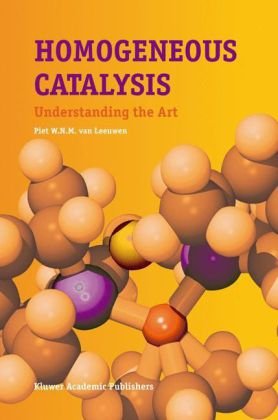 HOMOGENEOUS
CATALYSIS
Understanding the Art
Piet W.N.M. van Leeuwen
Kluwer Academic Publishers